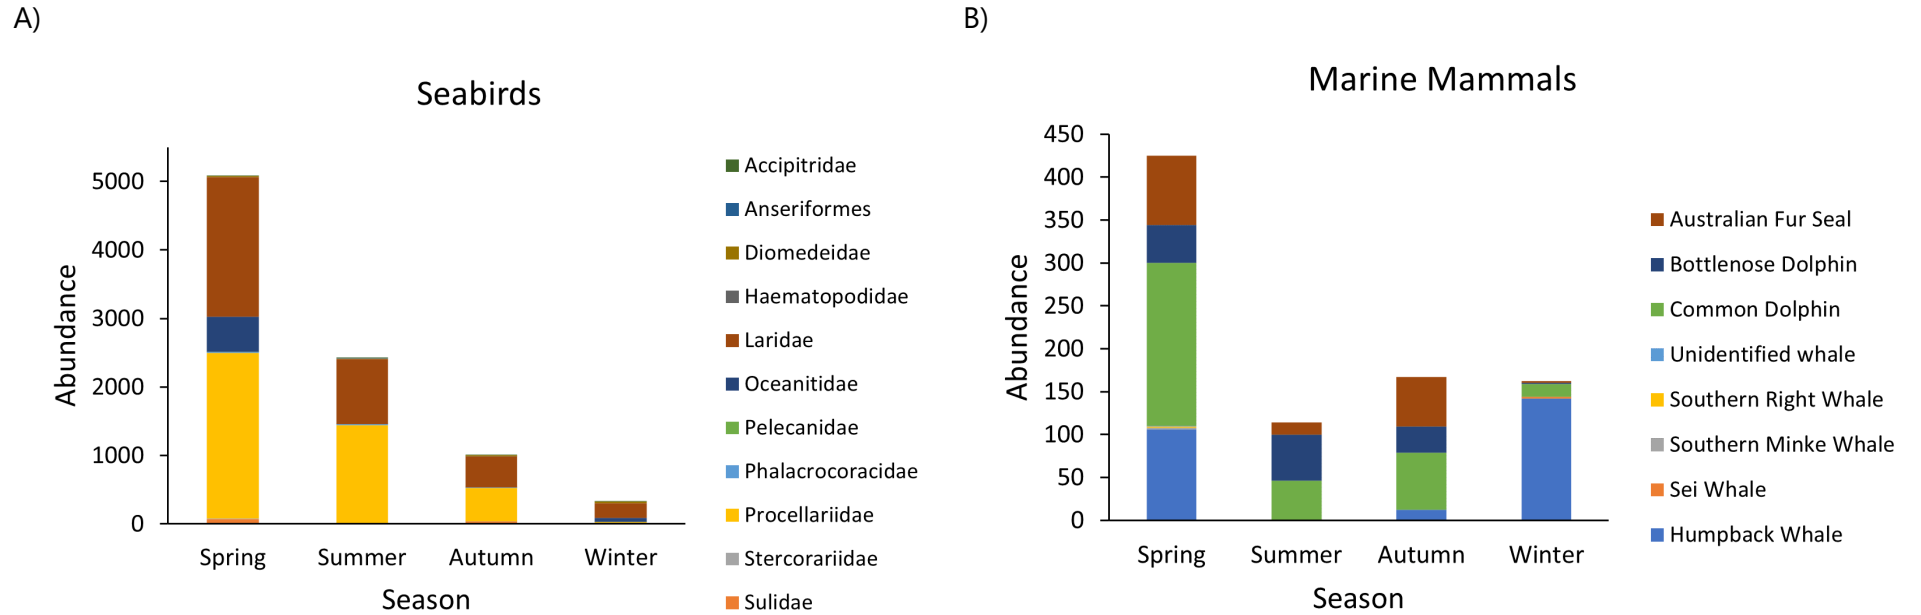 A)
Seabirds
Abundance
5000
4000
3000
2000
1000
0
Spring
Summer
Autumn
Winter
Season
Accipitridae
Anseriformes
Diomedeidae
Haematopodidae
Laridae
Oceanitidae
Pelecanidae
Phalacrocoracidae
Procellariidae
Stercorariidae
Sulidae
B)
Marine Mammals
Abundance
450
400
350
300
250
200
150
100
50
0
Spring
Summer
Autumn
Winter
Season
Australian Fur Seal
Bottlenose Dolphin
Common Dolphin
Unidentified whale
Southern Right Whale
Southern Minke Whale
Sei Whale
Humpback Whale